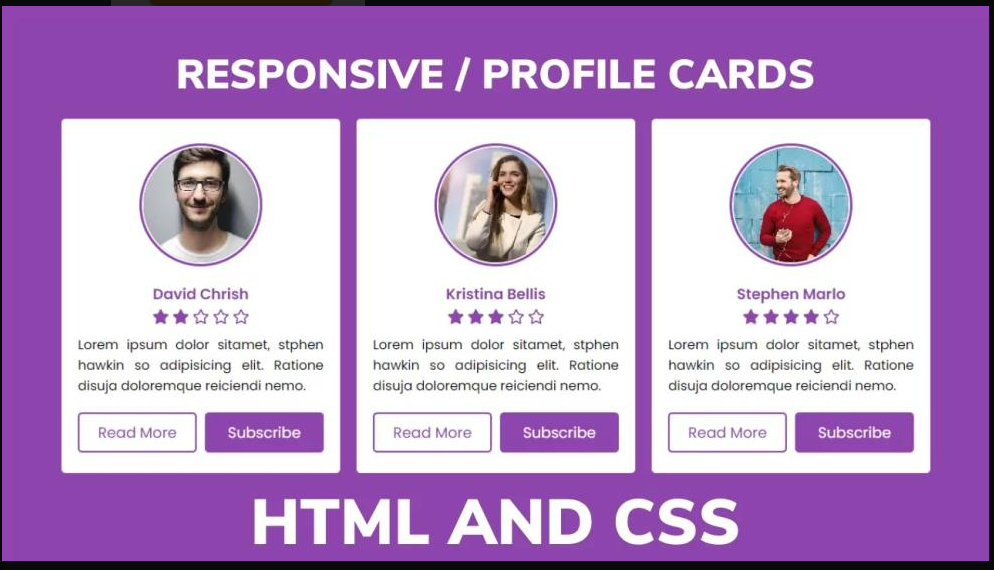 RESPONSIVE / PROFILE CARDS
David Chrish
Lorem ipsum dolor sitamet, stphen
hawkin so adipisicing elit. Ratione
disuja doloremque reiciendi nemo.
Read More
Subscribe
Kristina Bellis
Lorem ipsum dolor sitamet, stphen
hawkin so adipisicing elit. Ratione
disuja doloremque reiciendi nemo.
Read More
Subscribe
Stephen Marlo
Lorem ipsum dolor sitamet, stphen
hawkin so adipisicing elit. Ratione
disuja doloremque reiciendi nemo.
Read More
Subscribe
HTML AND CSS